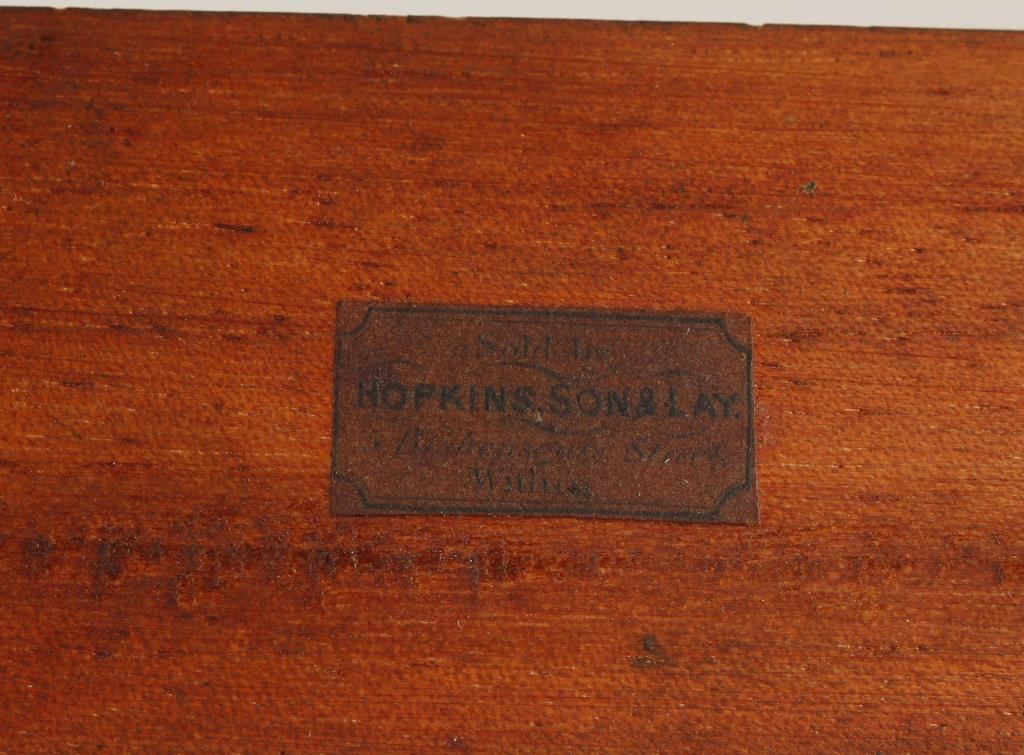 Sold by
HOPKINS, SON & LAY.
5 Bishopsgate Street,
Within